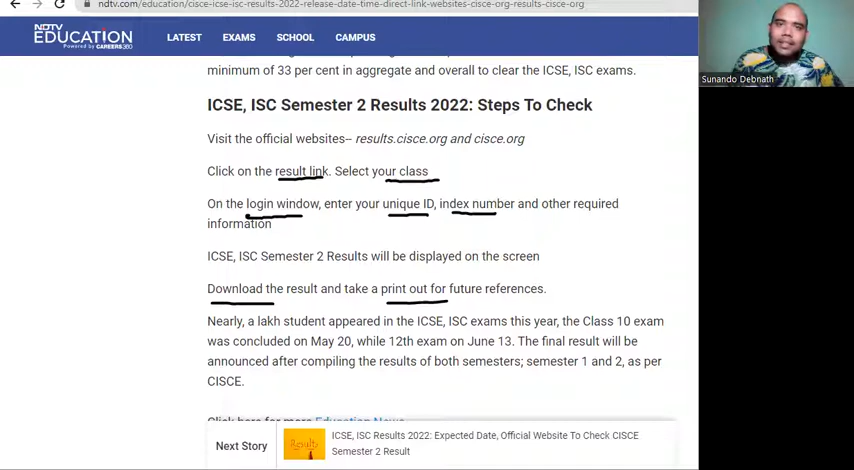 ndtv.com/education/cisce-icse-isc-results-2022-release-date-time-direct-link-websites-cisce-org-results-cisce-org
NDTV
EDUCATION
Powered by CAREERS360
LATEST
EXAMS
SCHOOL
CAMPUS
Sunando Debnath
minimum of 33 per cent in aggregate and overall to clear the ICSE, ISC exams.
ICSE, ISC Semester 2 Results 2022: Steps To Check
Visit the official websites-- results.cisce.org and cisce.org
Click on the result link. Select your class
On the login window, enter your unique ID, index number and other required
information
ICSE, ISC Semester 2 Results will be displayed on the screen
Download the result and take a print out for future references.
Nearly, a lakh student appeared in the ICSE, ISC exams this year, the Class 10 exam
was concluded on May 20, while 12th exam on June 13. The final result will be
announced after compiling the results of both semesters; semester 1 and 2, as per
CISCE.
Click here for more Education News
Next Story
Results
ICSE, ISC Results 2022: Expected Date, Official Website To Check CISCE
Semester 2 Result